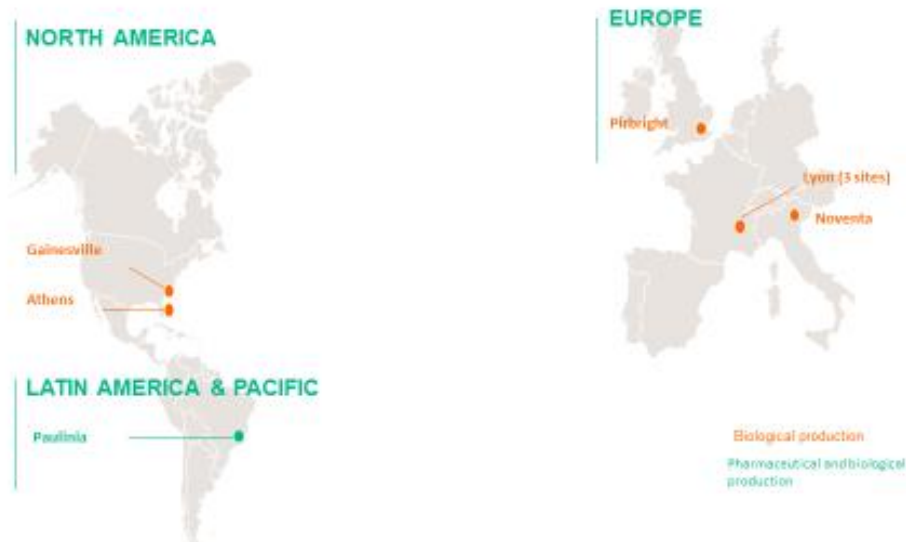 NORTH AMERICA
Gainesville
Athens
LATIN AMERICA & PACIFIC
Paulinia
EUROPE
Pirbright
Lyon (3 sites)
Noventa
Biological production
Pharmaceutical and biological
production